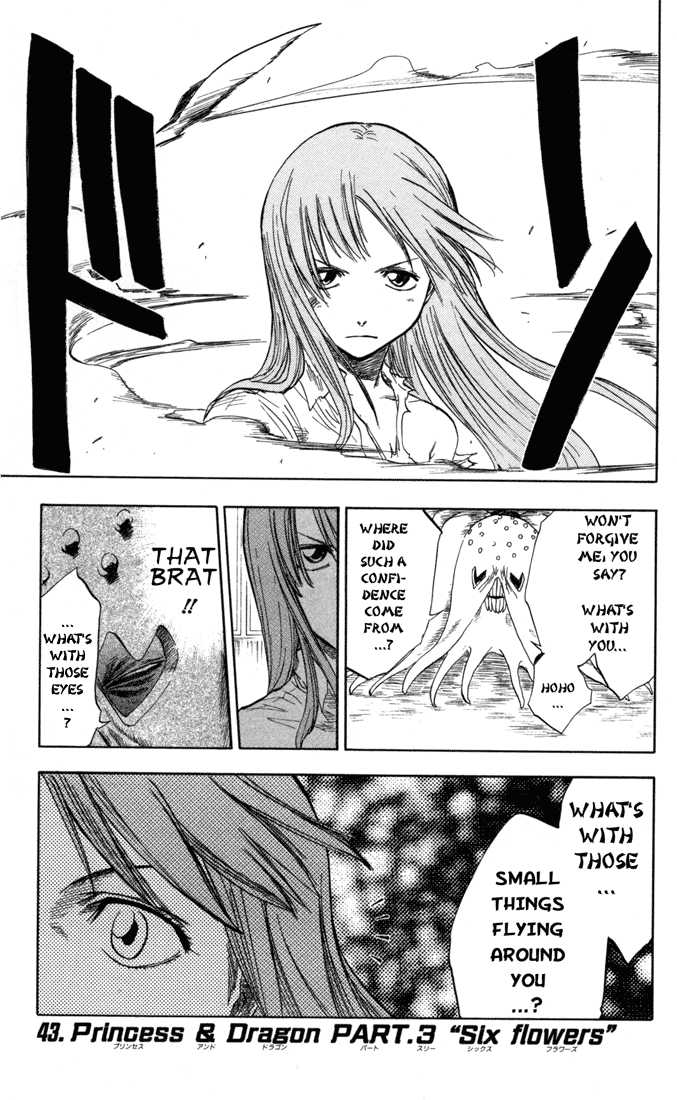 ドン
WON'T
FORGIVE
ME, YOU
SAY?
WHAT'S
WITH
YOU...
HOHO
...
WHERE
DID
SUCH A
CONFI-
DENCE
COME
FROM
...?
THAT
BRAT
!!
...
WHAT'S
WITH
THOSE
EYES
...
?
WHAT'S
WITH
THOSE
...
SMALL
THINGS
FLYING
AROUND
YOU
...?
43. Princess & Dragon PART.3 "Six flowers"
プリンセス アンド ドラゴン パート スリー シックス フラワーズ